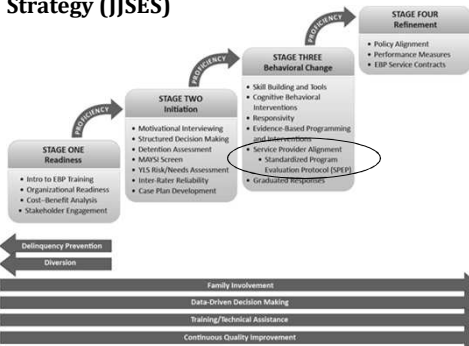 Strategy (JJSES)
STAGE FOUR
Refinement
• Policy Alignment
• Performance Measures
• EBP Service Contracts
PROFICIENCY
STAGE THREE
Behavioral Change
• Skill Building and Tools
• Cognitive Behavioral
Interventions
• Responsivity
• Evidence-Based Programming
and Interventions
• Service Provider Alignment
• Standardized Program
Evaluation Protocol (SPEP)
• Graduated Responses
PROFICIENCY
STAGE TWO
Initiation
• Motivational Interviewing
• Structured Decision Making
• Detention Assessment
• MAYSI Screen
• YLS Risk/Needs Assessment
• Inter-Rater Reliability
• Case Plan Development
PROFICIENCY
STAGE ONE
Readiness
• Intro to EBP Training
• Organizational Readiness
• Cost–Benefit Analysis
• Stakeholder Engagement
Delinquency Prevention
Diversion
Family Involvement
Data-Driven Decision Making
Training/Technical Assistance
Continuous Quality Improvement